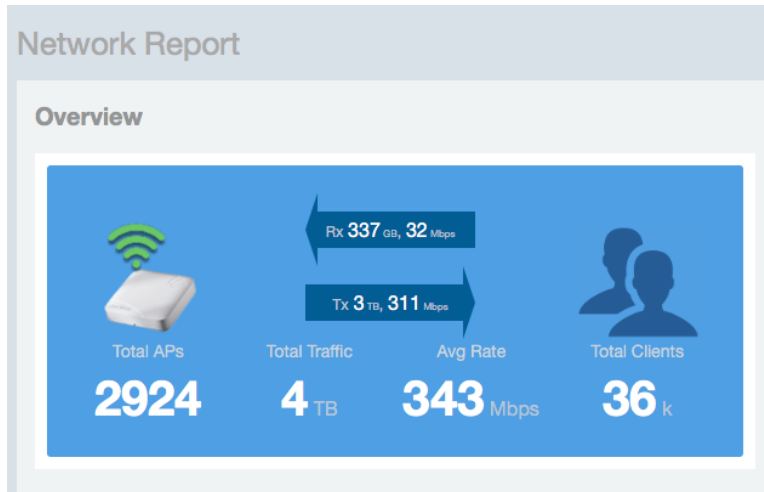 Network Report
Overview
Rx 337 GB, 32 Mbps
Tx 3 TB, 311 Mbps
Total APs
Total Traffic
Avg Rate
Total Clients
2924
4 TB
343 Mbps
36 k